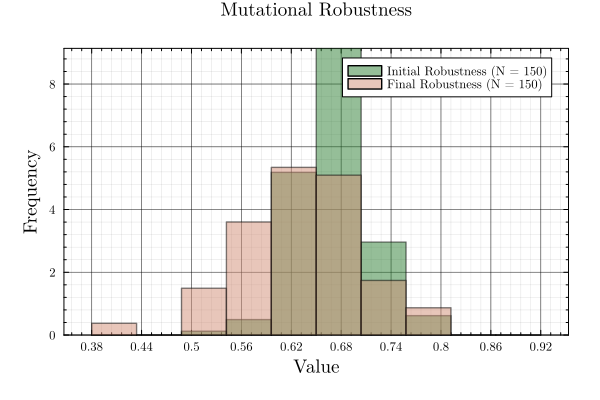 Mutational Robustness
Initial Robustness (N = 150)
Final Robustness (N = 150)
Frequency
8
6
4
2
0
0.38 0.44 0.5 0.56 0.62 0.68 0.74 0.8 0.86 0.92
Value